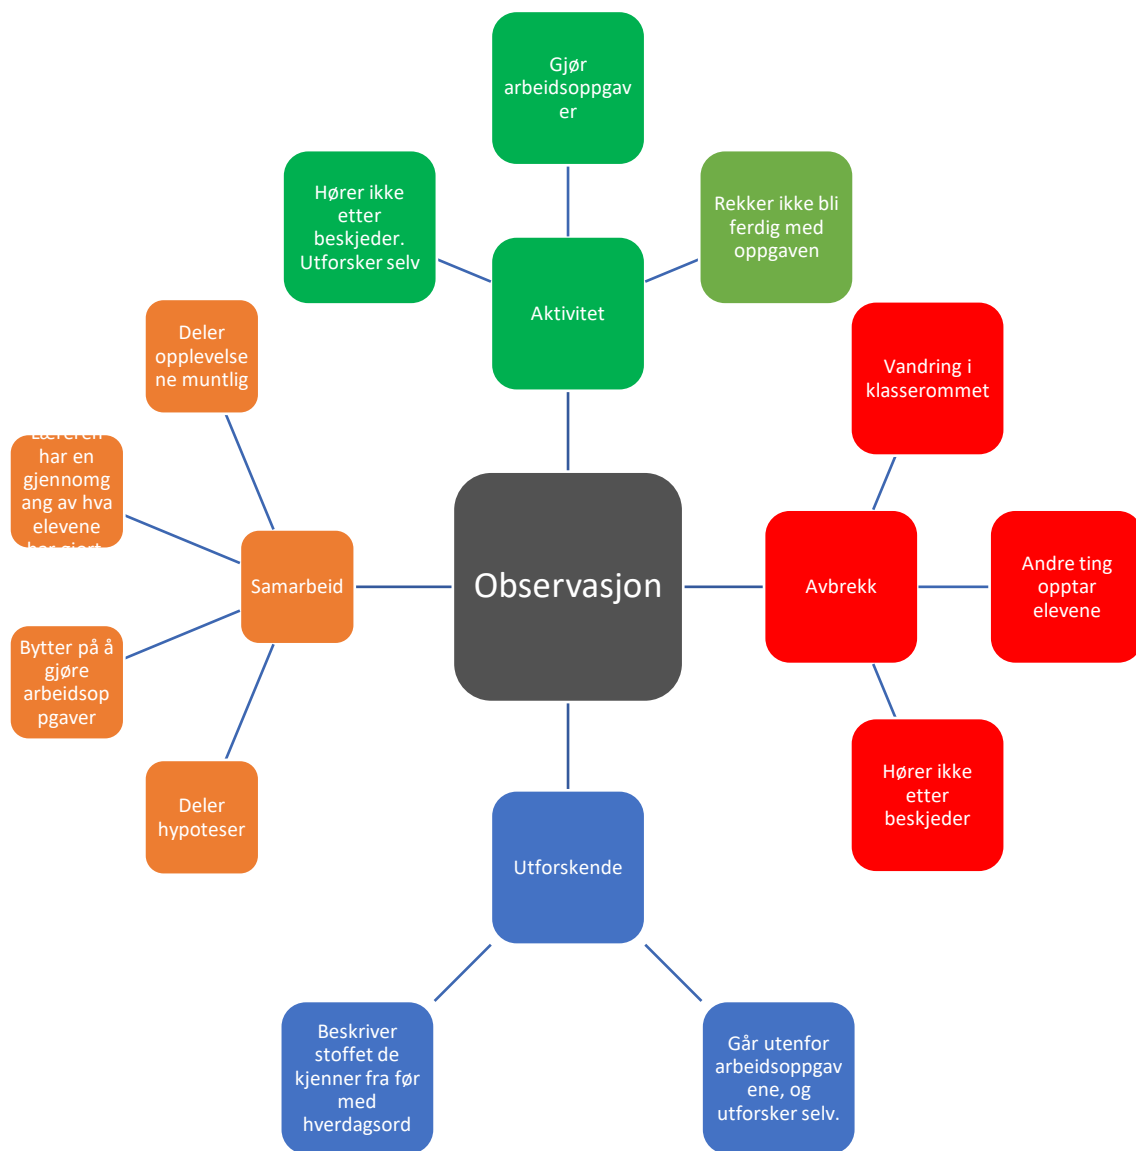 Gjør
arbeidsoppgav
er
Hører ikke
etter
beskjeder.
Utforsker selv
Rekker ikke bli
ferdig med
oppgaven
Aktivitet
Deler
opplevelse
ne muntlig
Vandring i
klasserommet
Læreren
har en
gjennomg
ang av hva
elevene
har gjort.
Observasjon
Samarbeid
Avbrekk
Andre ting
opptar
elevene
Bytter på å
gjøre
arbeidsop
pgaver
Deler
hypoteser
Hører ikke
etter
beskjeder
Utforskende
Beskriver
stoffet de
kjenner fra før
med
hverdagsord
Går utenfor
arbeidsoppgav
ene, og
utforsker selv.